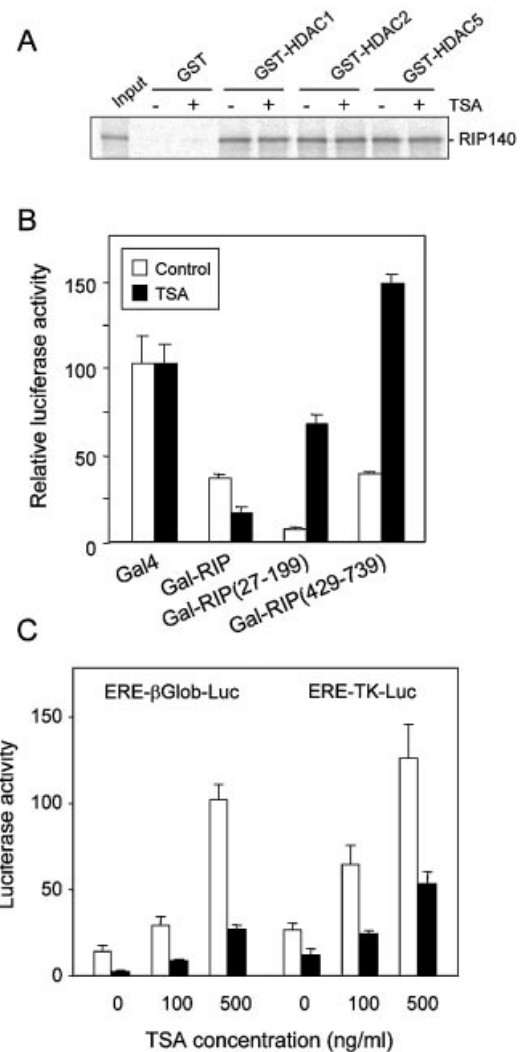 A
Input
GST
GST-HDAC1
GST-HDAC2
GST-HDAC5
- + - + - + - + TSA
- RIP140
B
Relative luciferase activity
150
100
50
0
Control
TSA
Gal4
Gal-RIP
Gal-RIP(27-199)
Gal-RIP(429-739)
C
Luciferase activity
150
100
50
0
ERE-βGlob-Luc ERE-TK-Luc
0 100 500 0 100 500
TSA concentration (ng/ml)